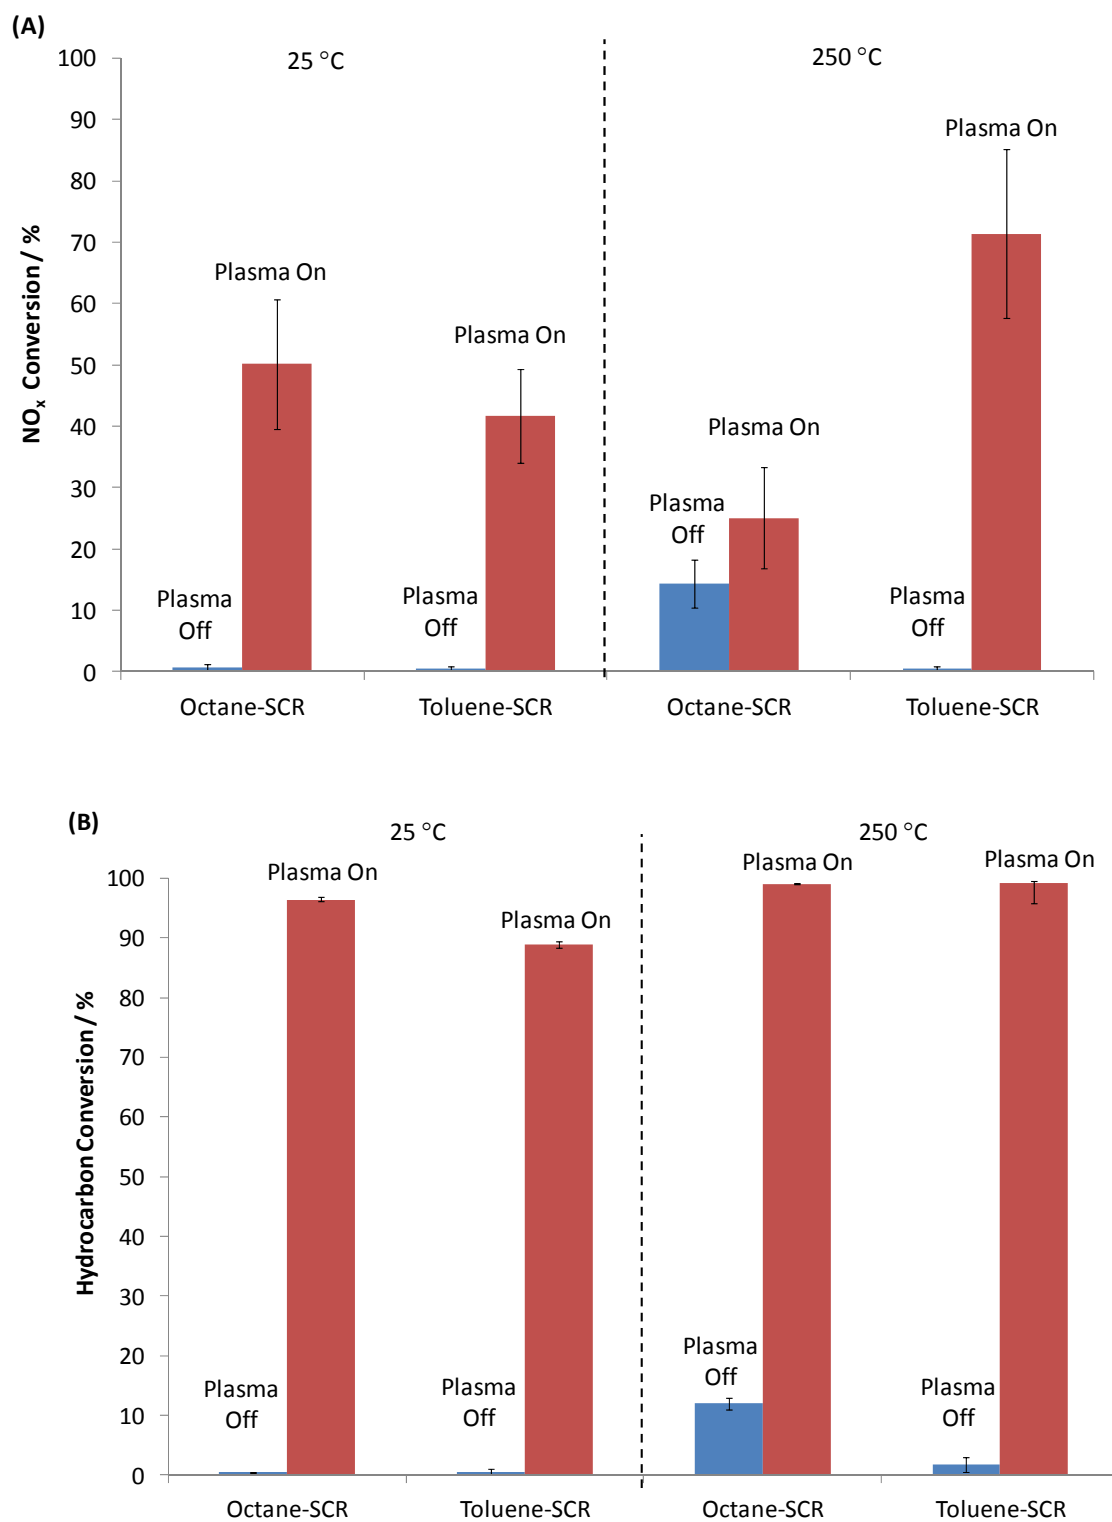 (A)
25 °C
250 °C
NOx Conversion / %
100
90
80
70
60
50
40
30
20
10
0
Plasma On
Plasma On
Plasma On
Plasma On
Plasma
Off
Plasma
Off
Plasma
Off
Plasma
Off
Octane-SCR
Toluene-SCR
Octane-SCR
Toluene-SCR
(B)
25 °C
250 °C
Hydrocarbon Conversion / %
100
90
80
70
60
50
40
30
20
10
0
Plasma On
Plasma On
Plasma On
Plasma On
Plasma
Off
Plasma
Off
Plasma
Off
Plasma
Off
Octane-SCR
Toluene-SCR
Octane-SCR
Toluene-SCR